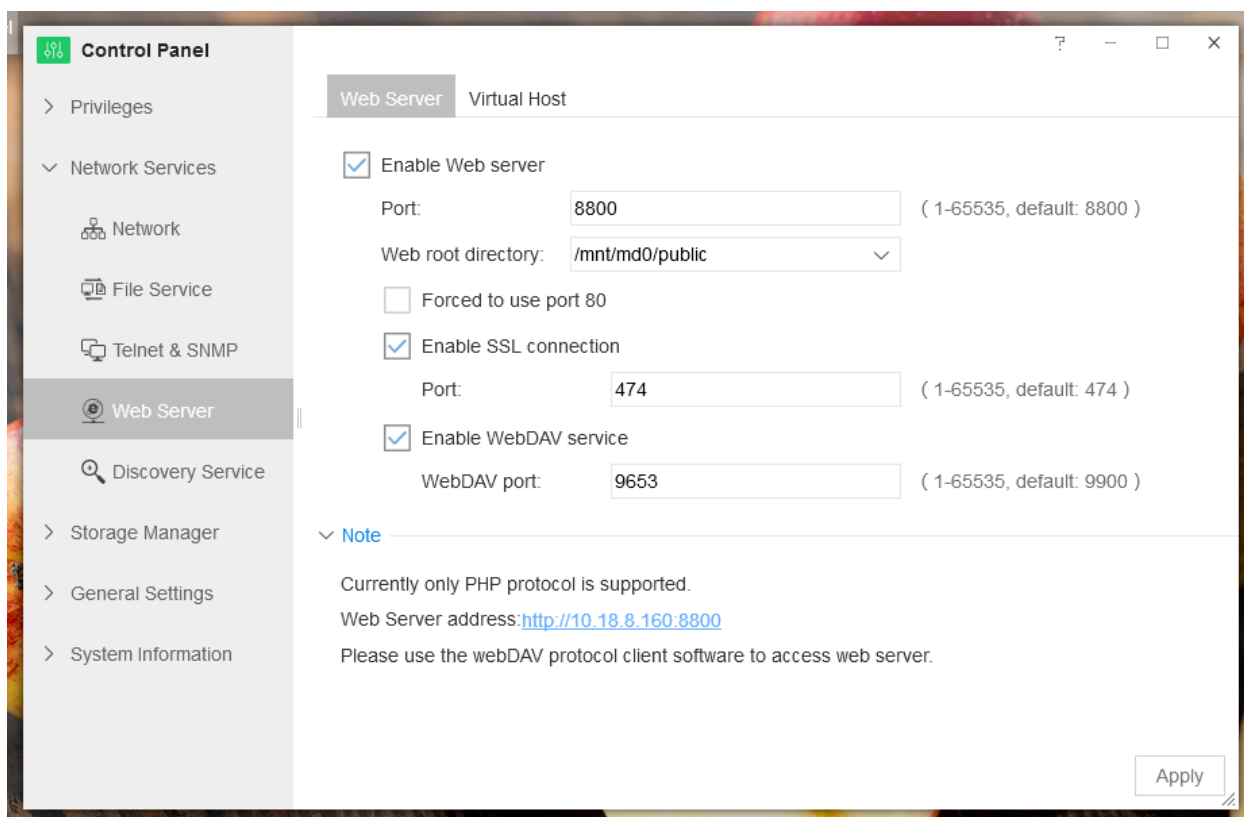 Control Panel
Privileges
Network Services
Network
File Service
Telnet & SNMP
Web Server
Discovery Service
Storage Manager
General Settings
System Information
Web Server Virtual Host
Enable Web server
Port: 8800 ( 1-65535, default: 8800 )
Web root directory: /mnt/md0/public
Forced to use port 80
Enable SSL connection
Port: 474 ( 1-65535, default: 474 )
Enable WebDAV service
WebDAV port: 9653 ( 1-65535, default: 9900 )
Note
Currently only PHP protocol is supported.
Web Server address:http://10.18.8.160:8800
Please use the webDAV protocol client software to access web server.
Apply